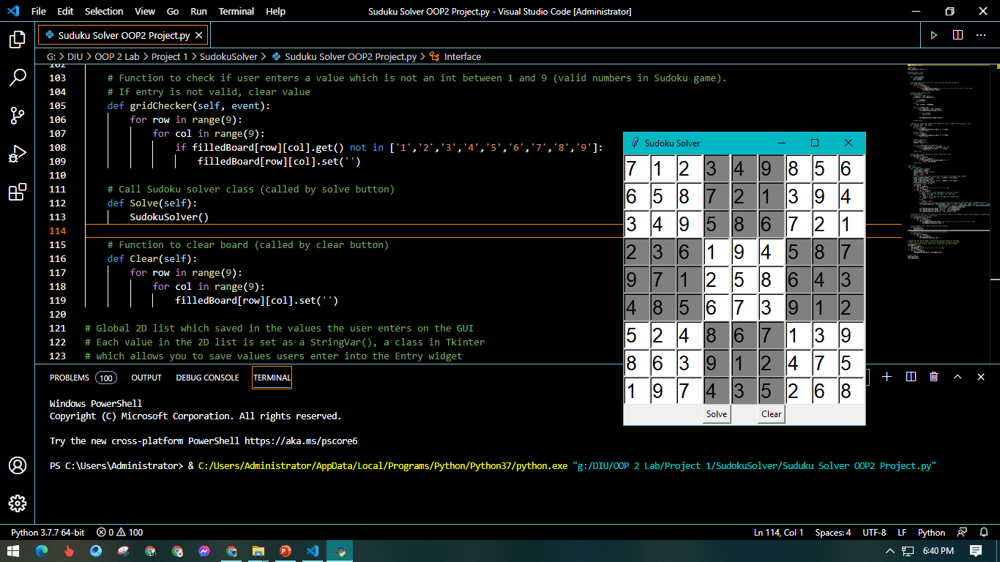 File Edit Selection View Go Run Terminal Help Suduku Solver OOP2 Project.py - Visual Studio Code [Administrator]
Suduku Solver OOP2 Project.py
G: > DIU > OOP 2 Lab > Project 1 > SudokuSolver > Suduku Solver OOP2 Project.py > Interface
102
103 # Function to check if user enters a value which is not an int between 1 and 9 (valid numbers in Sudoku game).
104 # If entry is not valid, clear value
105 def gridChecker(self, event):
106 for row in range(9):
107 for col in range(9):
108 if filledBoard[row][col].get() not in ['1','2','3','4','5','6','7','8','9']:
109 filledBoard[row][col].set('')
110
111 # Call Sudoku solver class (called by solve button)
112 def Solve(self):
113 SudokuSolver()
114
115 # Function to clear board (called by clear button)
116 def Clear(self):
117 for row in range(9):
118 for col in range(9):
119 filledBoard[row][col].set('')
120
121 # Global 2D list which saved in the values the user enters on the GUI
122 # Each value in the 2D list is set as a StringVar(), a class in Tkinter
123 # which allows you to save values users enter into the Entry widget
Sudoku Solver
7 1 2 3 4 9 8 5 6
6 5 8 7 2 1 3 9 4
3 4 9 5 8 6 7 2 1
2 3 6 1 9 4 5 8 7
9 7 1 2 5 8 6 4 3
4 8 5 6 7 3 9 1 2
5 2 4 8 6 7 1 3 9
8 6 3 9 1 2 4 7 5
1 9 7 4 3 5 2 6 8
Solve Clear
PROBLEMS 100 OUTPUT DEBUG CONSOLE TERMINAL
Windows PowerShell
Copyright (C) Microsoft Corporation. All rights reserved.
Try the new cross-platform PowerShell https://aka.ms/pscore6
PS C:\Users\Administrator> & C:/Users/Administrator/AppData/Local/Programs/Python/Python37/python.exe "g:/DIU/OOP 2 Lab/Project 1/SudokuSolver/Suduku Solver OOP2 Project.py"
Python 3.7.7 64-bit 0 100 Ln 114, Col 1 Spaces: 4 UTF-8 LF Python
6:40 PM